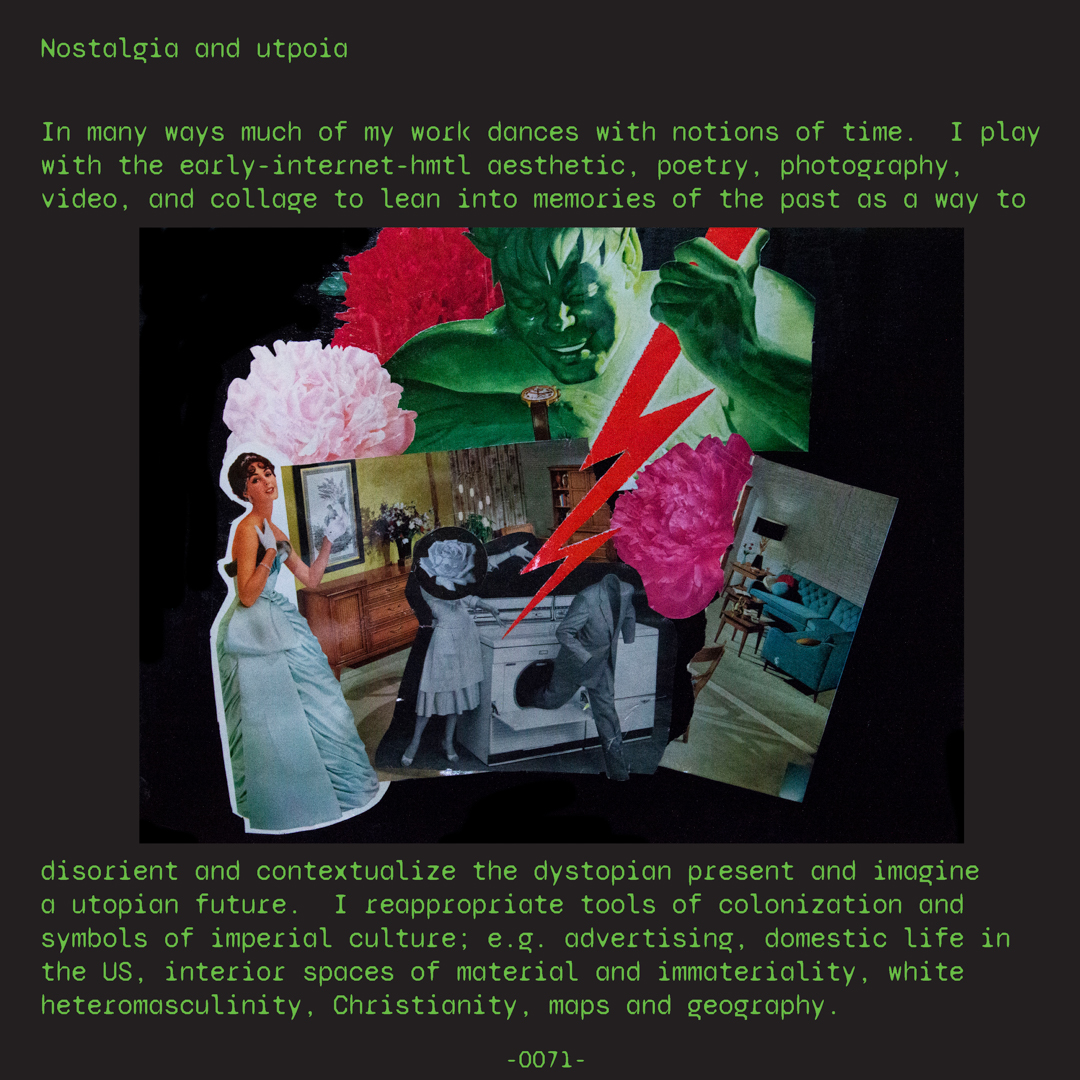 Nostalgia and utpoia
In many ways much of my work dances with notions of time.  I play
with the early-internet-hmtl aesthetic, poetry, photography,
video, and collage to lean into memories of the past as a way to
disorient and contextualize the dystopian present and imagine
a utopian future.  I reappropriate tools of colonization and
symbols of imperial culture; e.g. advertising, domestic life in
the US, interior spaces of material and immateriality, white
heteromasculinity, Christianity, maps and geography.
-0071-